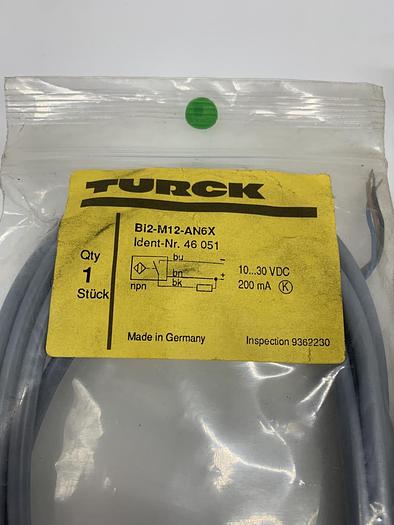 TURCK
BI2-M12-AN6X
Ident-Nr. 46 051
Qty
1
Stück
bu −
bn +
bk
npn
10...30 VDC
200 mA K
Made in Germany
Inspection 9362230